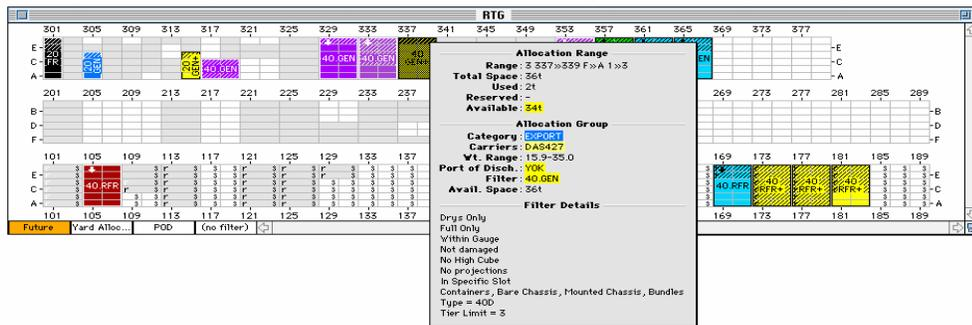 RTG
301 305 309 313 317 321 325 329 333 337 341 345 349 353 357 361 365 369 373 377
E C A
20 FR
20 GEN
20 GEN+
40.GEN
40.GEN
40.GEN
40 GEN+
E C A
201 205 209 213 217 221 225 229 233 237 269 273 277 281 285 289
B D F
B D F
101 105 109 113 117 121 125 129 133 137 169 173 177 181 185 189
E C A
40.RFR
40.RFR
40 RFR+
40 RFR+
40 RFR+
E C A
101 105 109 113 117 121 125 129 133 137 169 173 177 181 185 189
Future
Yard Alloc...
POD
(no filter)
Allocation Range
Range: 3 337»339 F»A 1»3
Total Space: 36t
Used: 2t
Reserved: -
Available: 34t
Allocation Group
Category: EXPORT
Carriers: DAS427
Wt. Range: 15.9-35.0
Port of Disch.: YOK
Filter: 40.GEN
Avail. Space: 36t
Filter Details
Drys Only
Full Only
Within Gauge
Not damaged
No High Cube
No projections
In Specific Slot
Containers, Bare Chassis, Mounted Chassis, Bundles
Type = 40D
Tier Limit = 3